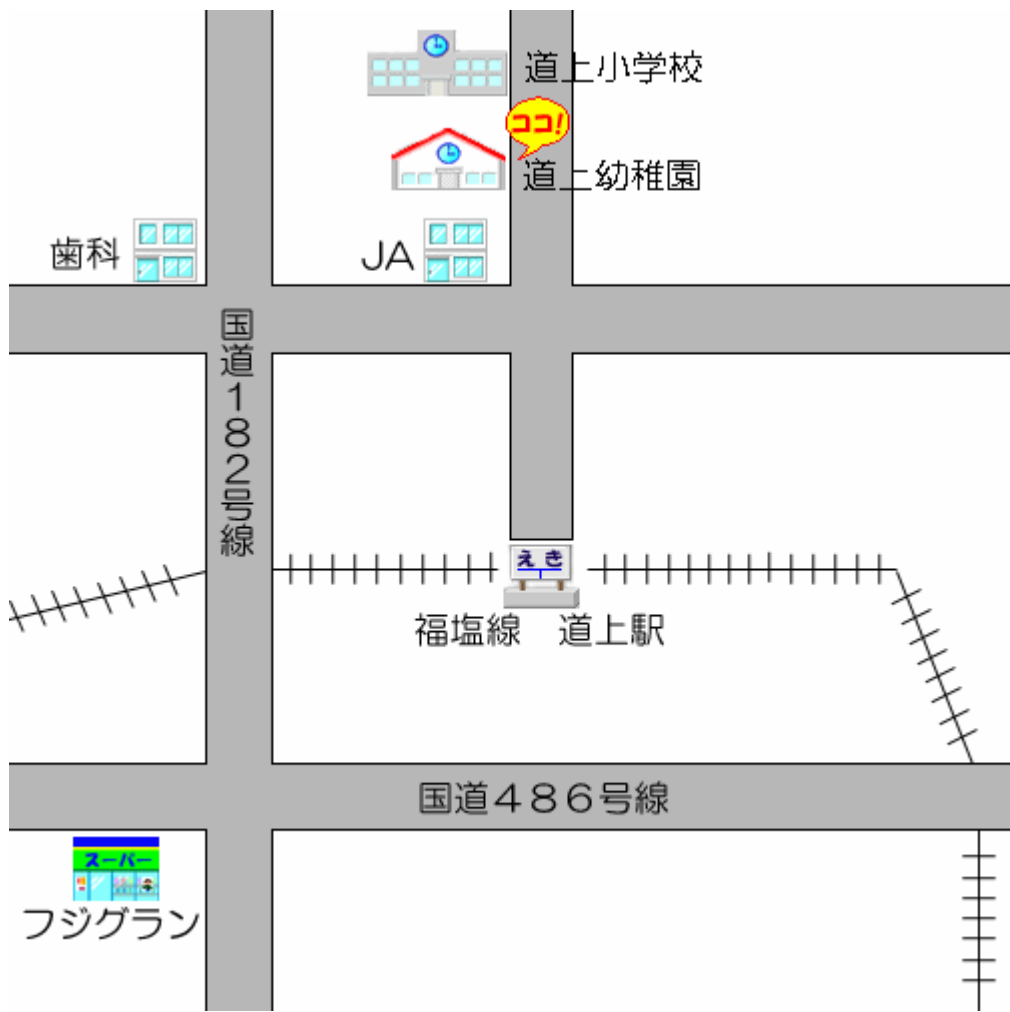 道上小学校
ココ!
道上幼稚園
歯科
JA
国道182号線
えき
福塩線 道上駅
国道486号線
スーパー
フジグラン